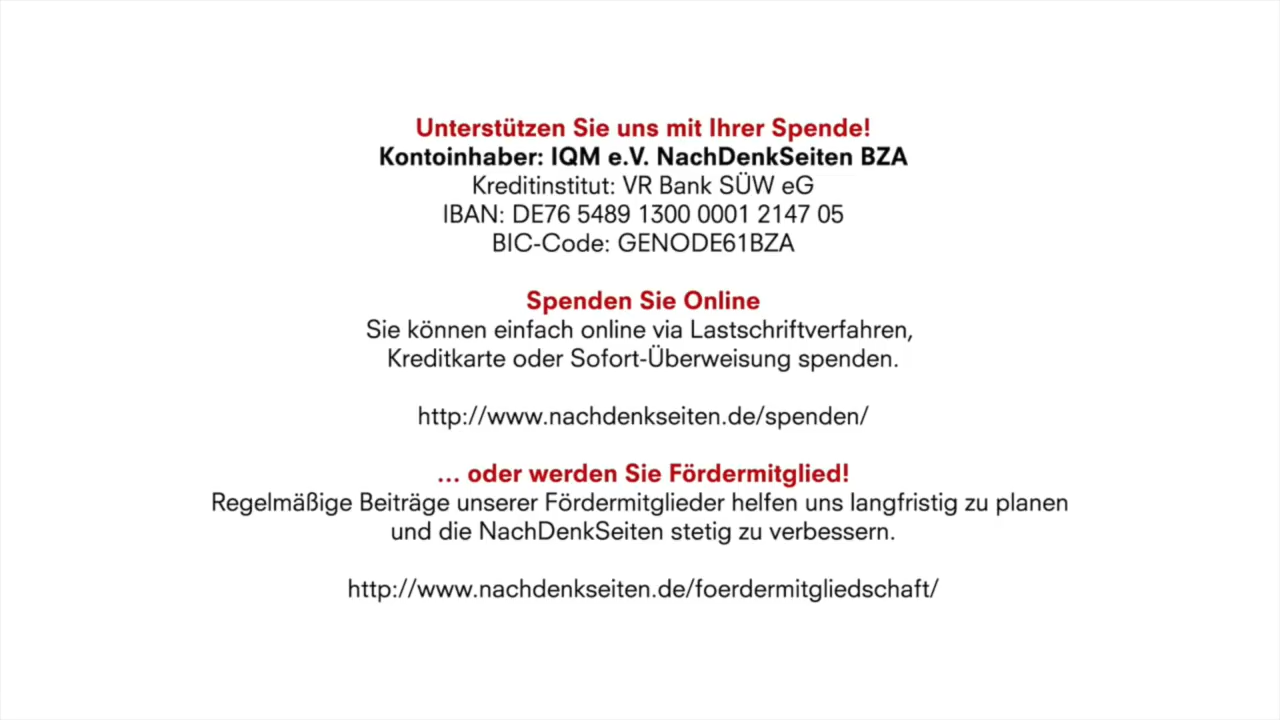 Unterstützen Sie uns mit Ihrer Spende!
Kontoinhaber: IQM e.V. NachDenkSeiten BZA
Kreditinstitut: VR Bank SÜW eG
IBAN: DE76 5489 1300 0001 2147 05
BIC-Code: GENODE61BZA
Spenden Sie Online
Sie können einfach online via Lastschriftverfahren,
Kreditkarte oder Sofort-Überweisung spenden.
http://www.nachdenkseiten.de/spenden/
... oder werden Sie Fördermitglied!
Regelmäßige Beiträge unserer Fördermitglieder helfen uns langfristig zu planen
und die NachDenkSeiten stetig zu verbessern.
http://www.nachdenkseiten.de/foerdermitgliedschaft/